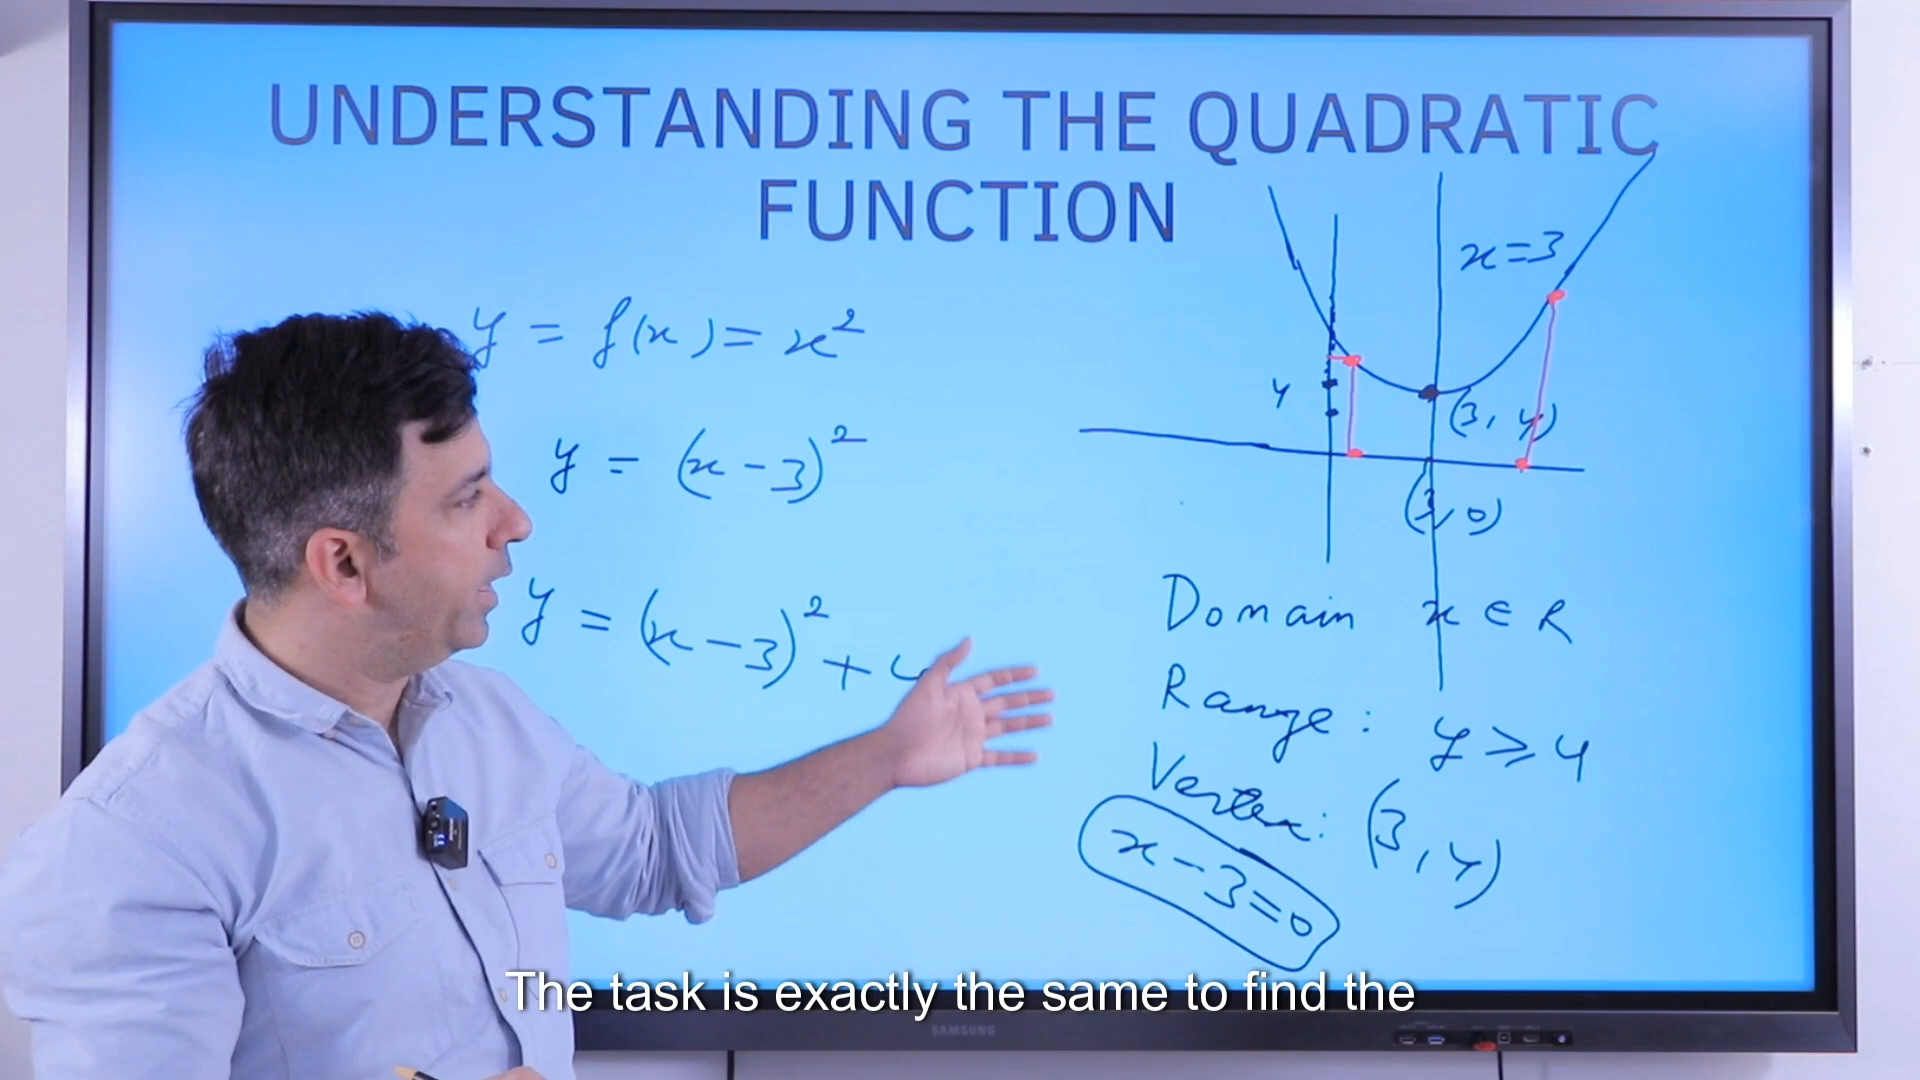 UNDERSTANDING THE QUADRATIC
FUNCTION
y = f(x) = x²
y = (x - 3)²
y = (x - 3)² + 4
x = 3
4
(3, 4)
(3, 0)
Domain x ∈ R
Range : y ⩾ 4
Vertex : (3, 4)
x - 3 = 0
The task is exactly the same to find the
SAMSUNG